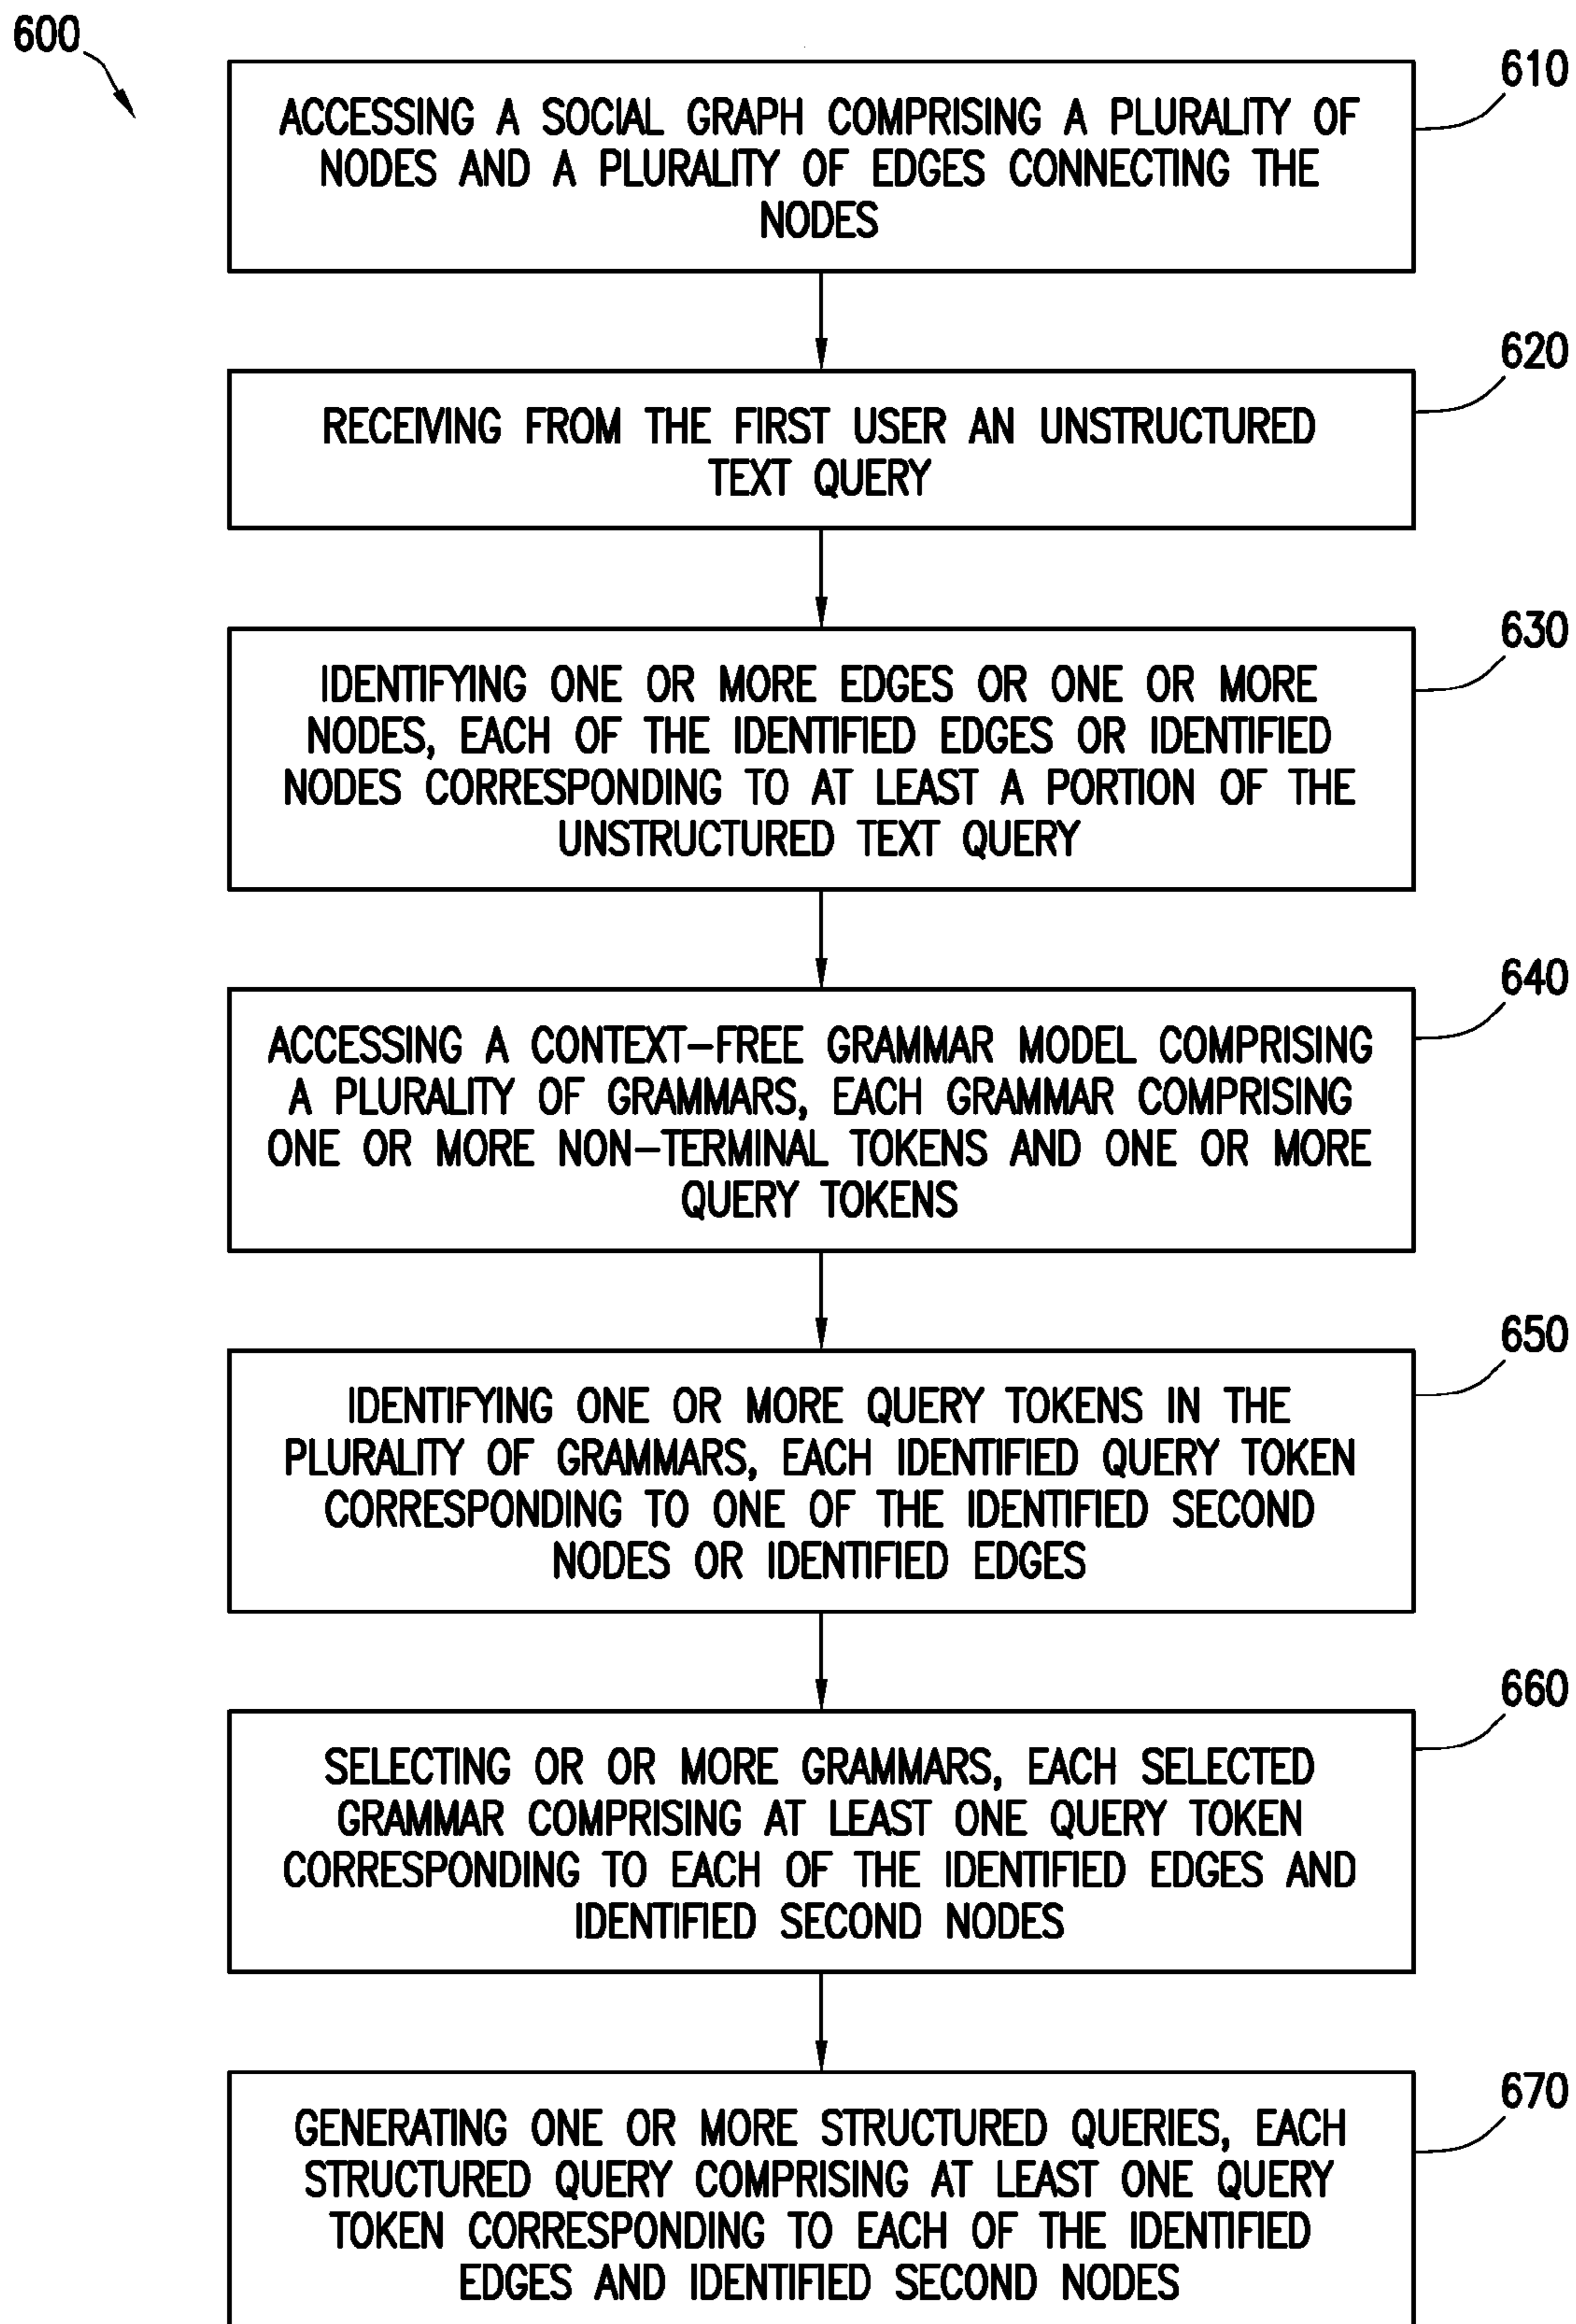 600
610
ACCESSING A SOCIAL GRAPH COMPRISING A PLURALITY OF
NODES AND A PLURALITY OF EDGES CONNECTING THE
NODES
620
RECEIVING FROM THE FIRST USER AN UNSTRUCTURED
TEXT QUERY
630
IDENTIFYING ONE OR MORE EDGES OR ONE OR MORE
NODES, EACH OF THE IDENTIFIED EDGES OR IDENTIFIED
NODES CORRESPONDING TO AT LEAST A PORTION OF THE
UNSTRUCTURED TEXT QUERY
640
ACCESSING A CONTEXT-FREE GRAMMAR MODEL COMPRISING
A PLURALITY OF GRAMMARS, EACH GRAMMAR COMPRISING
ONE OR MORE NON-TERMINAL TOKENS AND ONE OR MORE
QUERY TOKENS
650
IDENTIFYING ONE OR MORE QUERY TOKENS IN THE
PLURALITY OF GRAMMARS, EACH IDENTIFIED QUERY TOKEN
CORRESPONDING TO ONE OF THE IDENTIFIED SECOND
NODES OR IDENTIFIED EDGES
660
SELECTING OR OR MORE GRAMMARS, EACH SELECTED
GRAMMAR COMPRISING AT LEAST ONE QUERY TOKEN
CORRESPONDING TO EACH OF THE IDENTIFIED EDGES AND
IDENTIFIED SECOND NODES
670
GENERATING ONE OR MORE STRUCTURED QUERIES, EACH
STRUCTURED QUERY COMPRISING AT LEAST ONE QUERY
TOKEN CORRESPONDING TO EACH OF THE IDENTIFIED
EDGES AND IDENTIFIED SECOND NODES